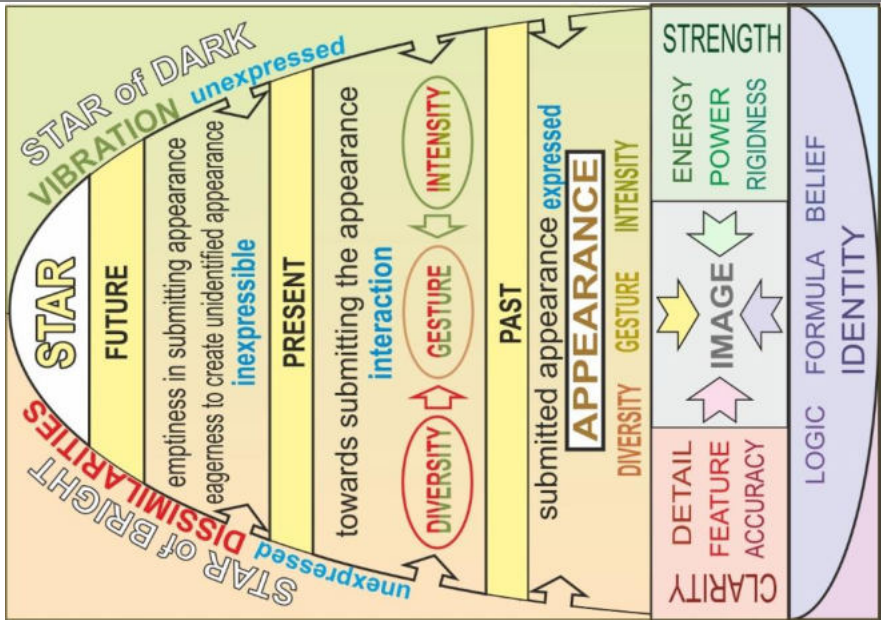 STAR
STAR of BRIGHT
DISSIMILARITIES
unexpressed
STAR of DARK
VIBRATION
unexpressed
FUTURE
emptiness in submitting appearance
eagerness to create unidentified appearance
inexpressible
PRESENT
towards submitting the appearance
interaction
DIVERSITY GESTURE INTENSITY
PAST
submitted appearance expressed
APPEARANCE
DIVERSITY GESTURE INTENSITY
CLARITY
DETAIL
FEATURE
ACCURACY
IMAGE
STRENGTH
ENERGY
POWER
RIGIDNESS
LOGIC FORMULA BELIEF
IDENTITY